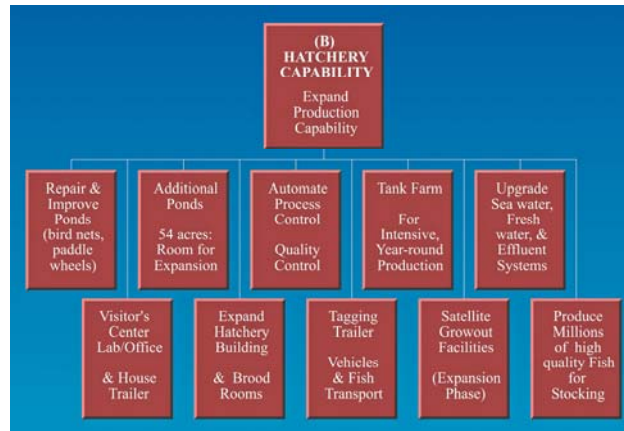 (B)
HATCHERY
CAPABILITY
Expand
Production
Capability
Repair &
Improve
Ponds
(bird nets,
paddle
wheels)
Additional
Ponds
54 acres:
Room for
Expansion
Automate
Process
Control
Quality
Control
Tank Farm
For
Intensive,
Year-round
Production
Upgrade
Sea water,
Fresh
water, &
Effluent
Systems
Visitor's
Center
Lab/Office
& House
Trailer
Expand
Hatchery
Building
& Brood
Rooms
Tagging
Trailer
Vehicles
& Fish
Transport
Satellite
Growout
Facilities
(Expansion
Phase)
Produce
Millions
of high
quality Fish
for
Stocking